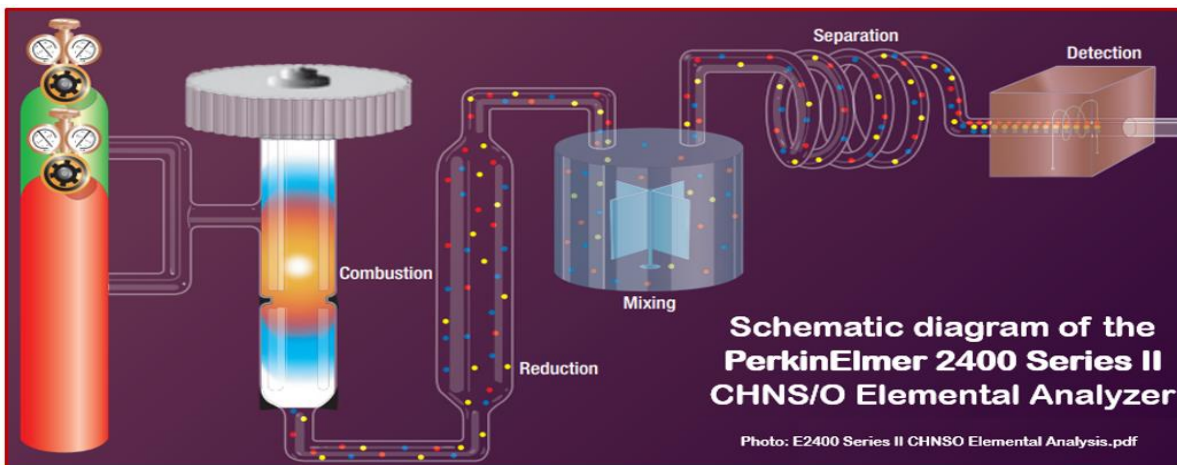 Separation
Detection
Combustion
Mixing
Reduction
Schematic diagram of the
PerkinElmer 2400 Series II
CHNS/O Elemental Analyzer
Photo: E2400 Series II CHNSO Elemental Analysis.pdf